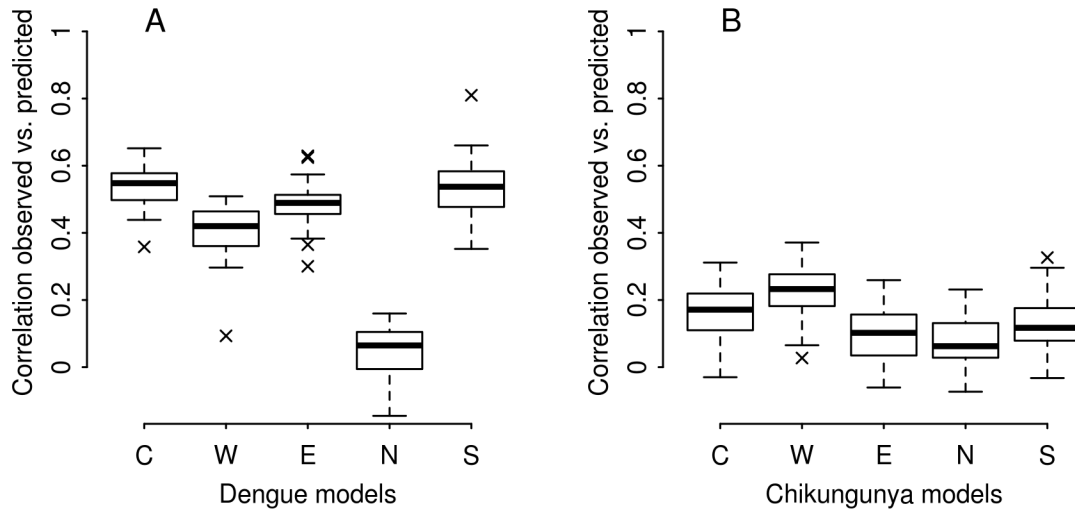 A
Correlation observed vs. predicted
1
0.8
0.6
0.4
0.2
0
C W E N S
Dengue models
B
Correlation observed vs. predicted
1
0.8
0.6
0.4
0.2
0
C W E N S
Chikungunya models